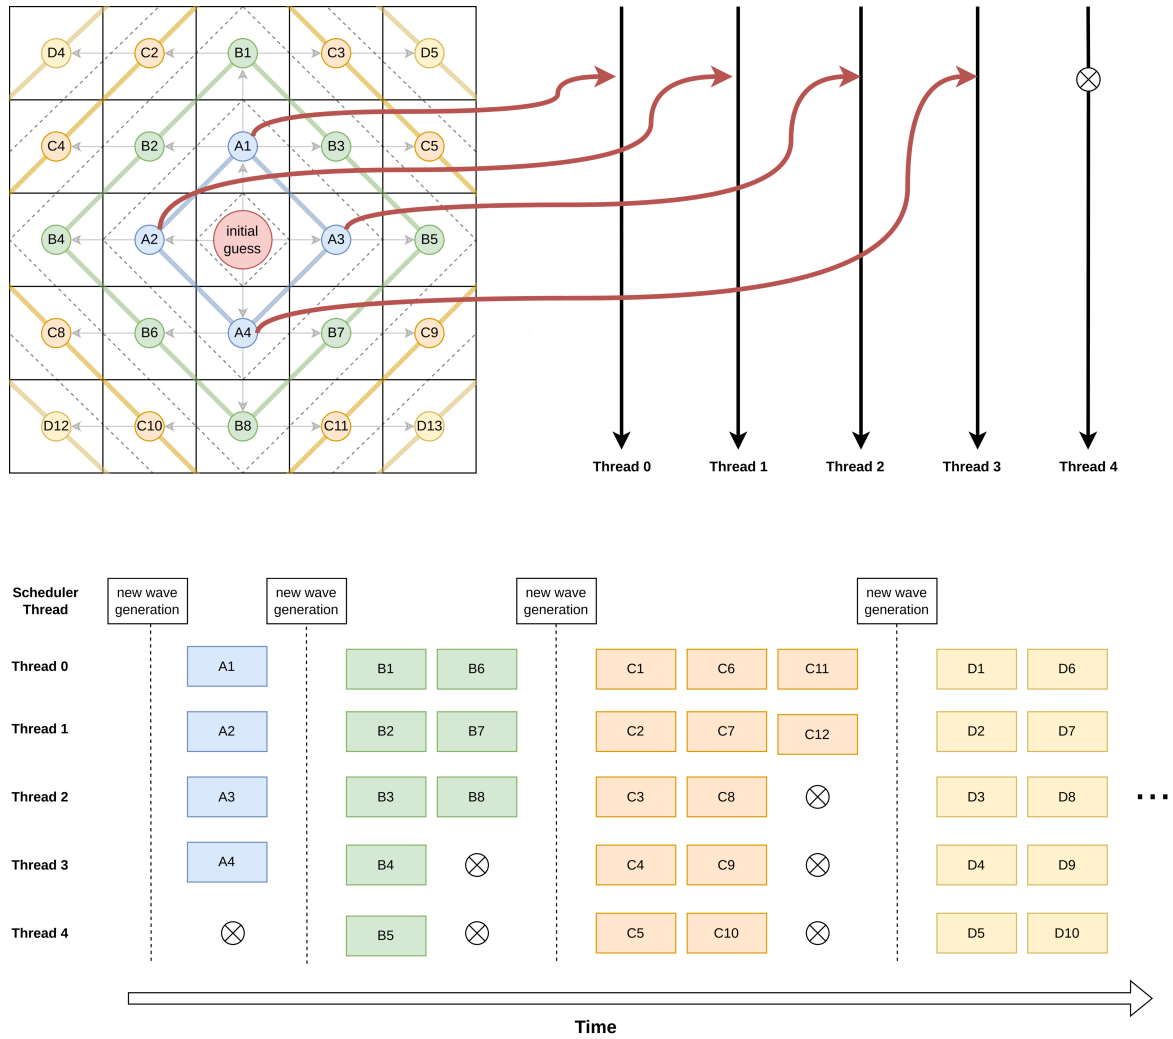 D4 C2 B1 C3 D5
C4 B2 A1 B3 C5
B4 A2 initial guess A3 B5
C8 B6 A4 B7 C9
D12 C10 B8 C11 D13
Thread 0 Thread 1 Thread 2 Thread 3 Thread 4
Scheduler Thread new wave generation new wave generation new wave generation new wave generation
Thread 0 A1 B1 B6 C1 C6 C11 D1 D6
Thread 1 A2 B2 B7 C2 C7 C12 D2 D7
Thread 2 A3 B3 B8 C3 C8 D3 D8 ...
Thread 3 A4 B4 C4 C9 D4 D9
Thread 4 B5 C5 C10 D5 D10
Time